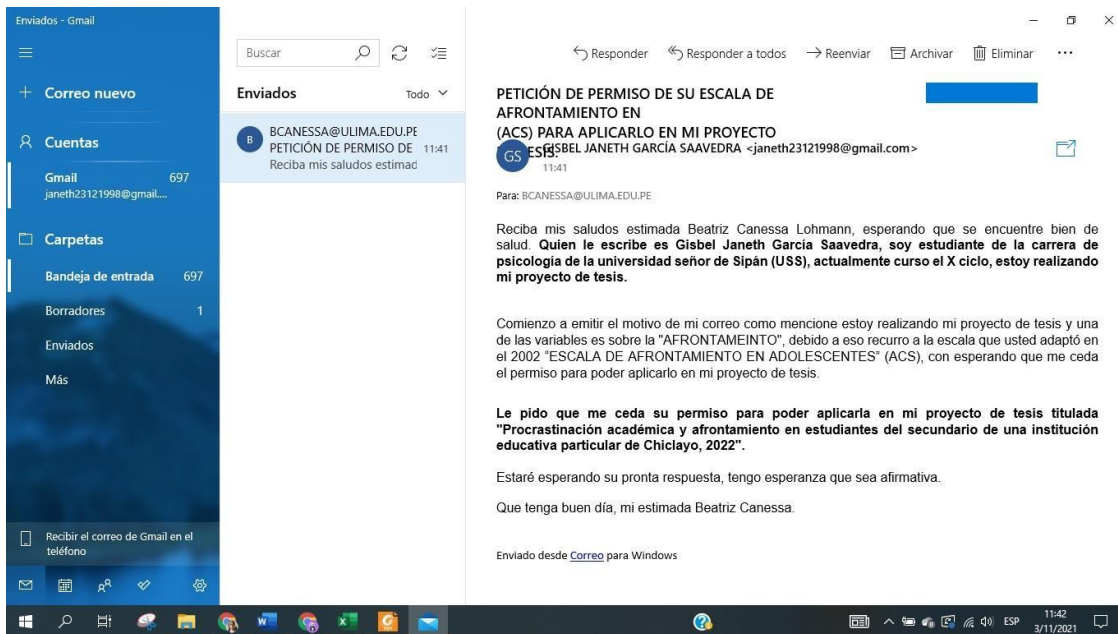 Enviados - Gmail
Buscar
Responder
Responder a todos
Reenviar
Archivar
Eliminar
Correo nuevo
Cuentas
Gmail 697
janeth23121998@gmail....
Carpetas
Bandeja de entrada 697
Borradores 1
Enviados
Más
Recibir el correo de Gmail en el
teléfono
Enviados
Todo
B
BCANESSA@ULIMA.EDU.PE
PETICIÓN DE PERMISO DE 11:41
Reciba mis saludos estimad
PETICIÓN DE PERMISO DE SU ESCALA DE
AFRONTAMIENTO EN
(ACS) PARA APLICARLO EN MI PROYECTO
ESIS.
GS
GISBEL JANETH GARCÍA SAAVEDRA <janeth23121998@gmail.com>
11:41
Para: BCANESSA@ULIMA.EDU.PE
Reciba mis saludos estimada Beatriz Canessa Lohmann, esperando que se encuentre bien de
salud. Quien le escribe es Gisbel Janeth García Saavedra, soy estudiante de la carrera de
psicología de la universidad señor de Sipán (USS), actualmente curso el X ciclo, estoy realizando
mi proyecto de tesis.
Comienzo a emitir el motivo de mi correo como mencione estoy realizando mi proyecto de tesis y una
de las variables es sobre la "AFRONTAMEINTO", debido a eso recurro a la escala que usted adaptó en
el 2002 "ESCALA DE AFRONTAMIENTO EN ADOLESCENTES" (ACS), con esperando que me ceda
el permiso para poder aplicarlo en mi proyecto de tesis.
Le pido que me ceda su permiso para poder aplicarla en mi proyecto de tesis titulada
"Procrastinación académica y afrontamiento en estudiantes del secundario de una institución
educativa particular de Chiclayo, 2022".
Estaré esperando su pronta respuesta, tengo esperanza que sea afirmativa.
Que tenga buen día, mi estimada Beatriz Canessa.
Enviado desde Correo para Windows
ESP
11:42
3/11/2021